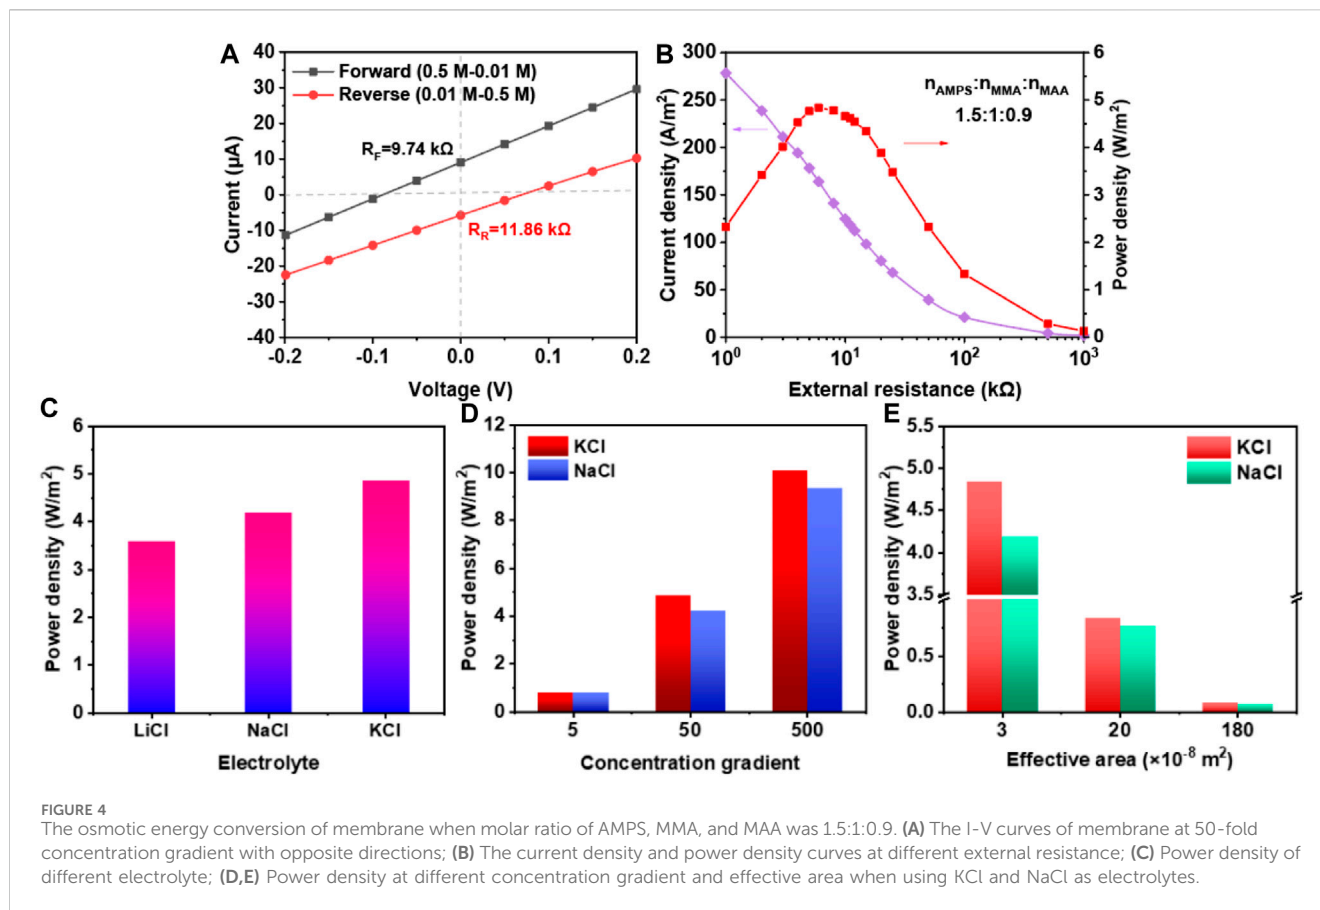 A
Forward (0.5 M-0.01 M)
Reverse (0.01 M-0.5 M)
R_F=9.74 kΩ
R_R=11.86 kΩ
Current (μA)
40
30
20
10
0
-10
-20
30
-40
-0.2
-0.1
0.0
0.1
0.2
Voltage (V)
B
n_AMPS:n_MMA:n_MAA
1.5:1:0.9
Current density (A/m²)
300
250
200
150
100
50
0
Power density (W/m²)
6
5
4
3
2
1
0
10⁰
10¹
10²
10³
External resistance (kΩ)
C
Power density (W/m²)
6
5
4
3
2
1
0
LiCl
NaCl
KCl
Electrolyte
D
KCl
NaCl
Power density (W/m²)
12
10
8
6
4
2
0
5
50
500
Concentration gradient
E
KCl
NaCl
Power density (W/m²)
5.5
5.0
4.5
4.0
3.5
0.5
0.0
3
20
180
Effective area (×10⁻⁸ m²)
FIGURE 4
The osmotic energy conversion of membrane when molar ratio of AMPS, MMA, and MAA was 1.5:1:0.9. (A) The I-V curves of membrane at 50-fold
concentration gradient with opposite directions; (B) The current density and power density curves at different external resistance; (C) Power density of
different electrolyte; (D,E) Power density at different concentration gradient and effective area when using KCl and NaCl as electrolytes.